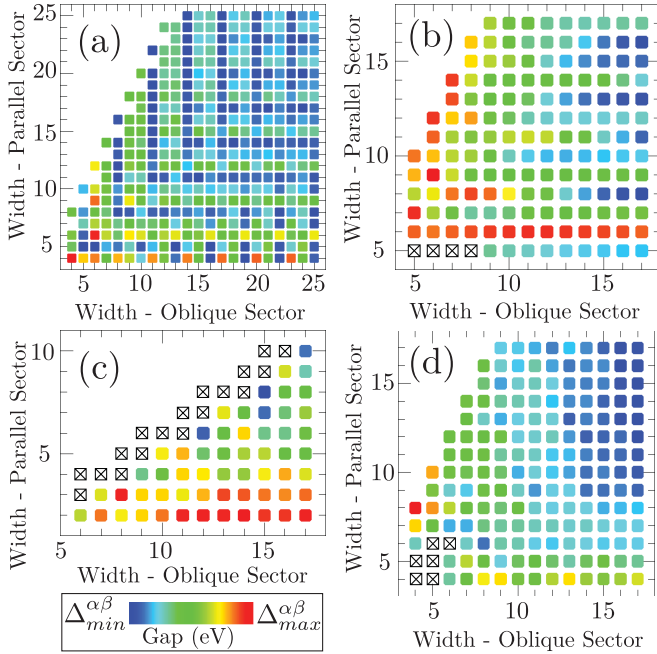 (a)
25
20
15
10
5
Width - Parallel Sector
5 10 15 20 25
Width - Oblique Sector
(b)
15
10
5
Width - Parallel Sector
5 10 15
Width - Oblique Sector
(c)
10
5
Width - Parallel Sector
5 10 15
Width - Oblique Sector
(d)
15
10
5
Width - Parallel Sector
5 10 15
Width - Oblique Sector
Δ^{αβ}_{min} Δ^{αβ}_{max}
Gap (eV)